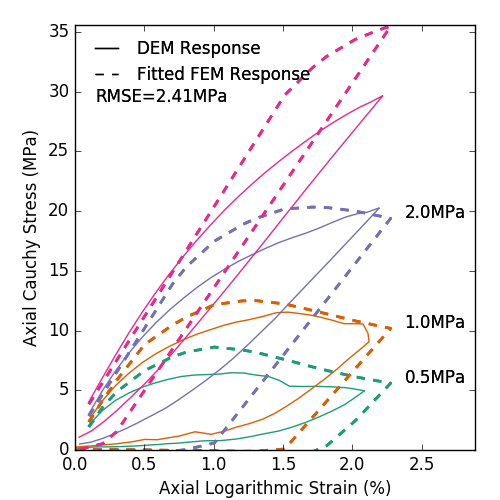 DEM Response
Fitted FEM Response
RMSE=2.41MPa
35
30
25
20
15
10
5
0
2.0MPa
1.0MPa
0.5MPa
0.0
0.5
1.0
1.5
2.0
2.5
Axial Cauchy Stress (MPa)
Axial Logarithmic Strain (%)